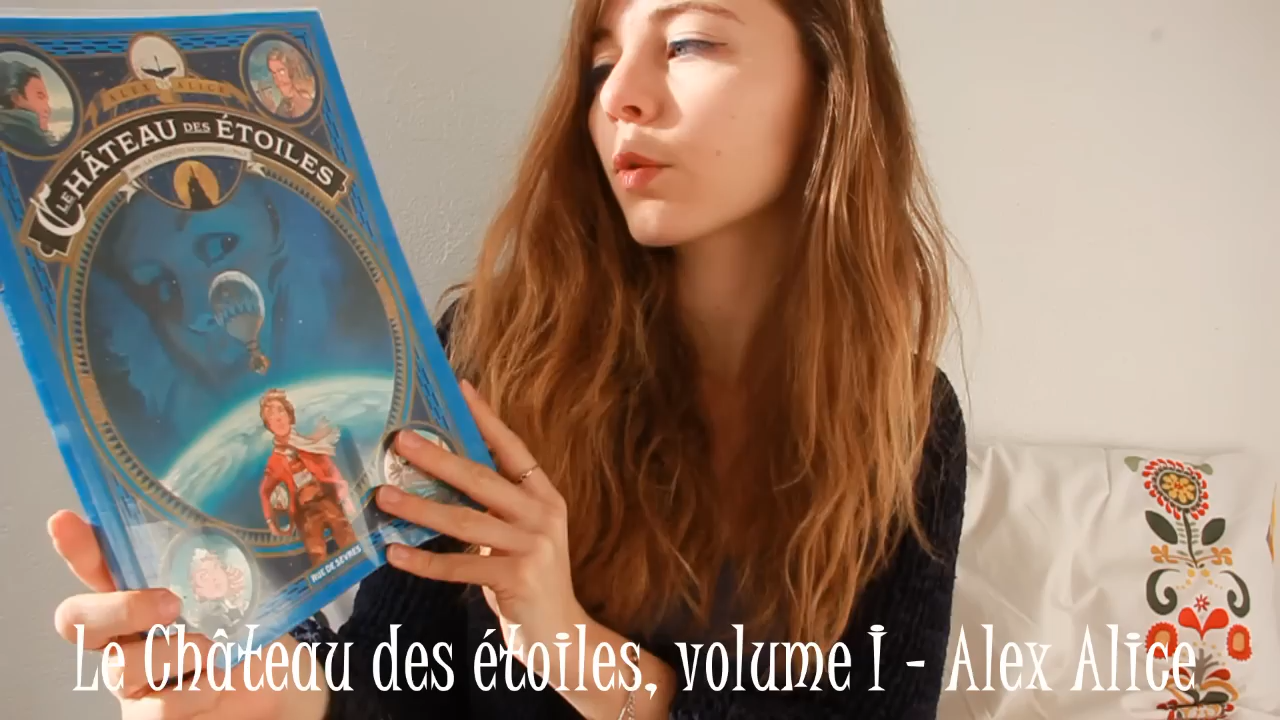 ALEX ALICE
LE CHÂTEAU DES ÉTOILES
RUE DE SÈVRES
Le Château des étoiles, volume I - Alex Alice